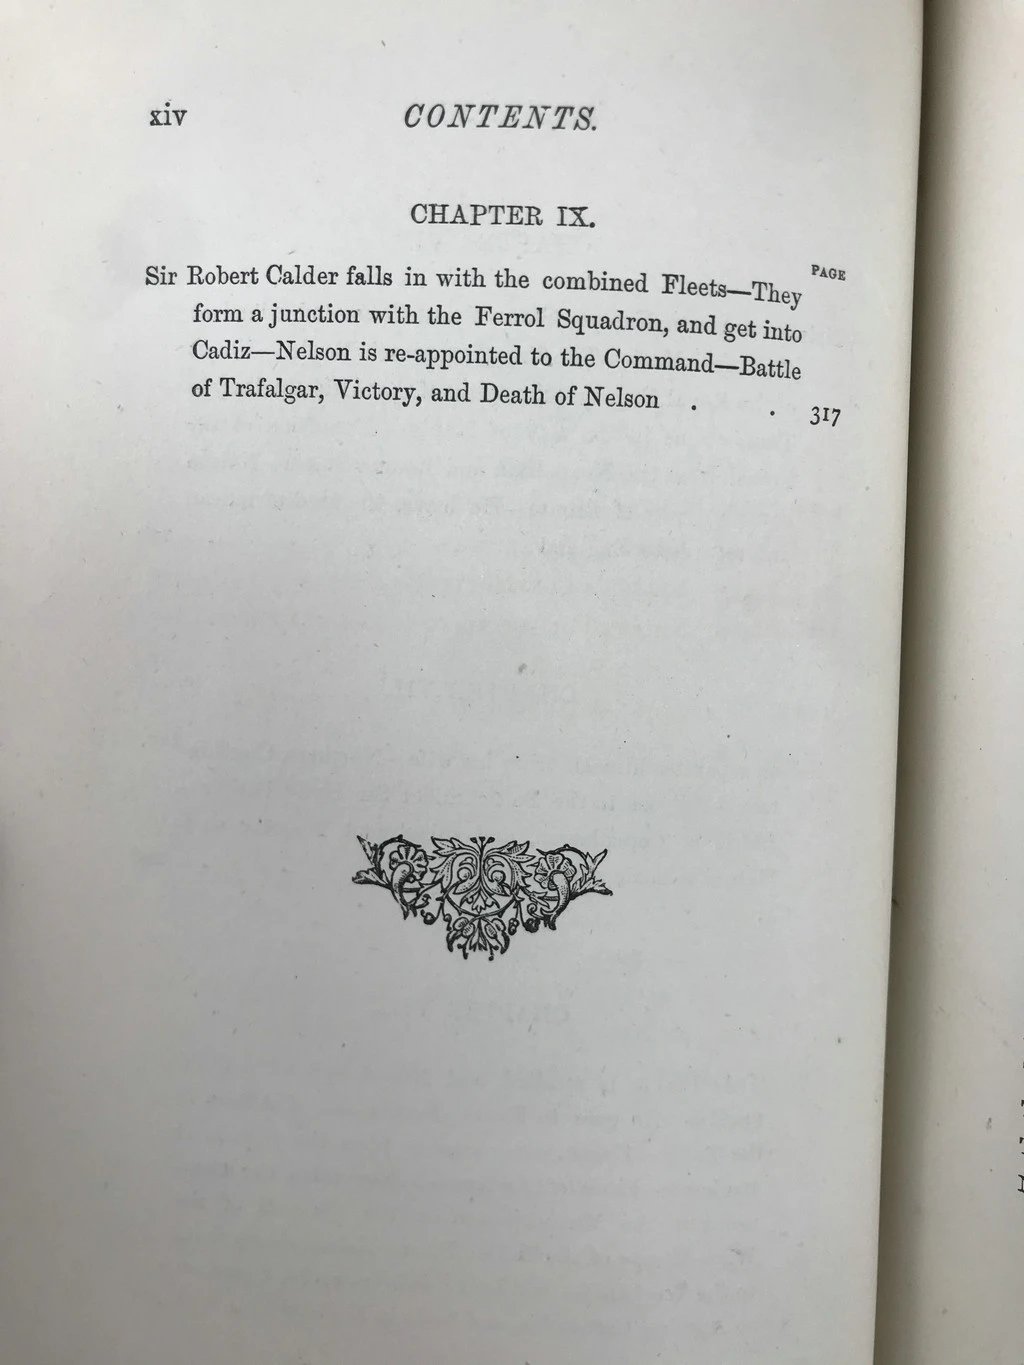 xiv CONTENTS.
CHAPTER IX.
PAGE
Sir Robert Calder falls in with the combined Fleets—They
form a junction with the Ferrol Squadron, and get into
Cadiz—Nelson is re-appointed to the Command—Battle
of Trafalgar, Victory, and Death of Nelson . . 317